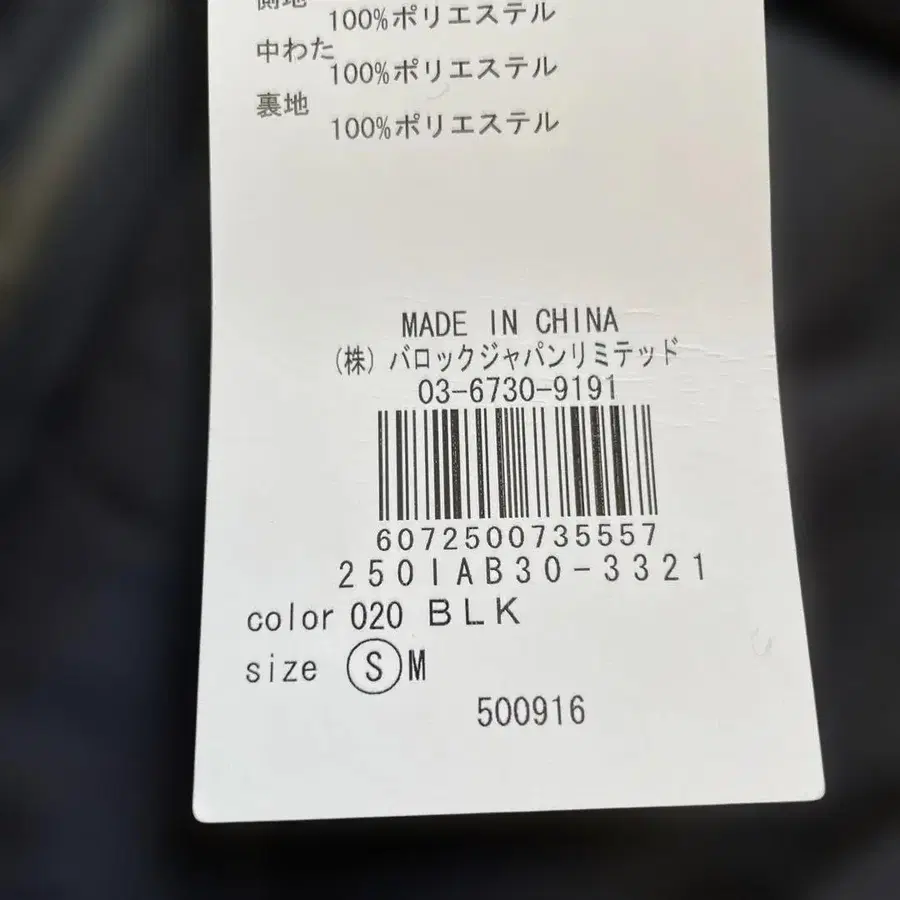 側地
100%ポリエステル
中わた
100%ポリエステル
裏地
100%ポリエステル
MADE IN CHINA
(株) バロックジャパンリミテッド
03-6730-9191
6072500735557
250IAB30-3321
color 020 BLK
size S M
500916